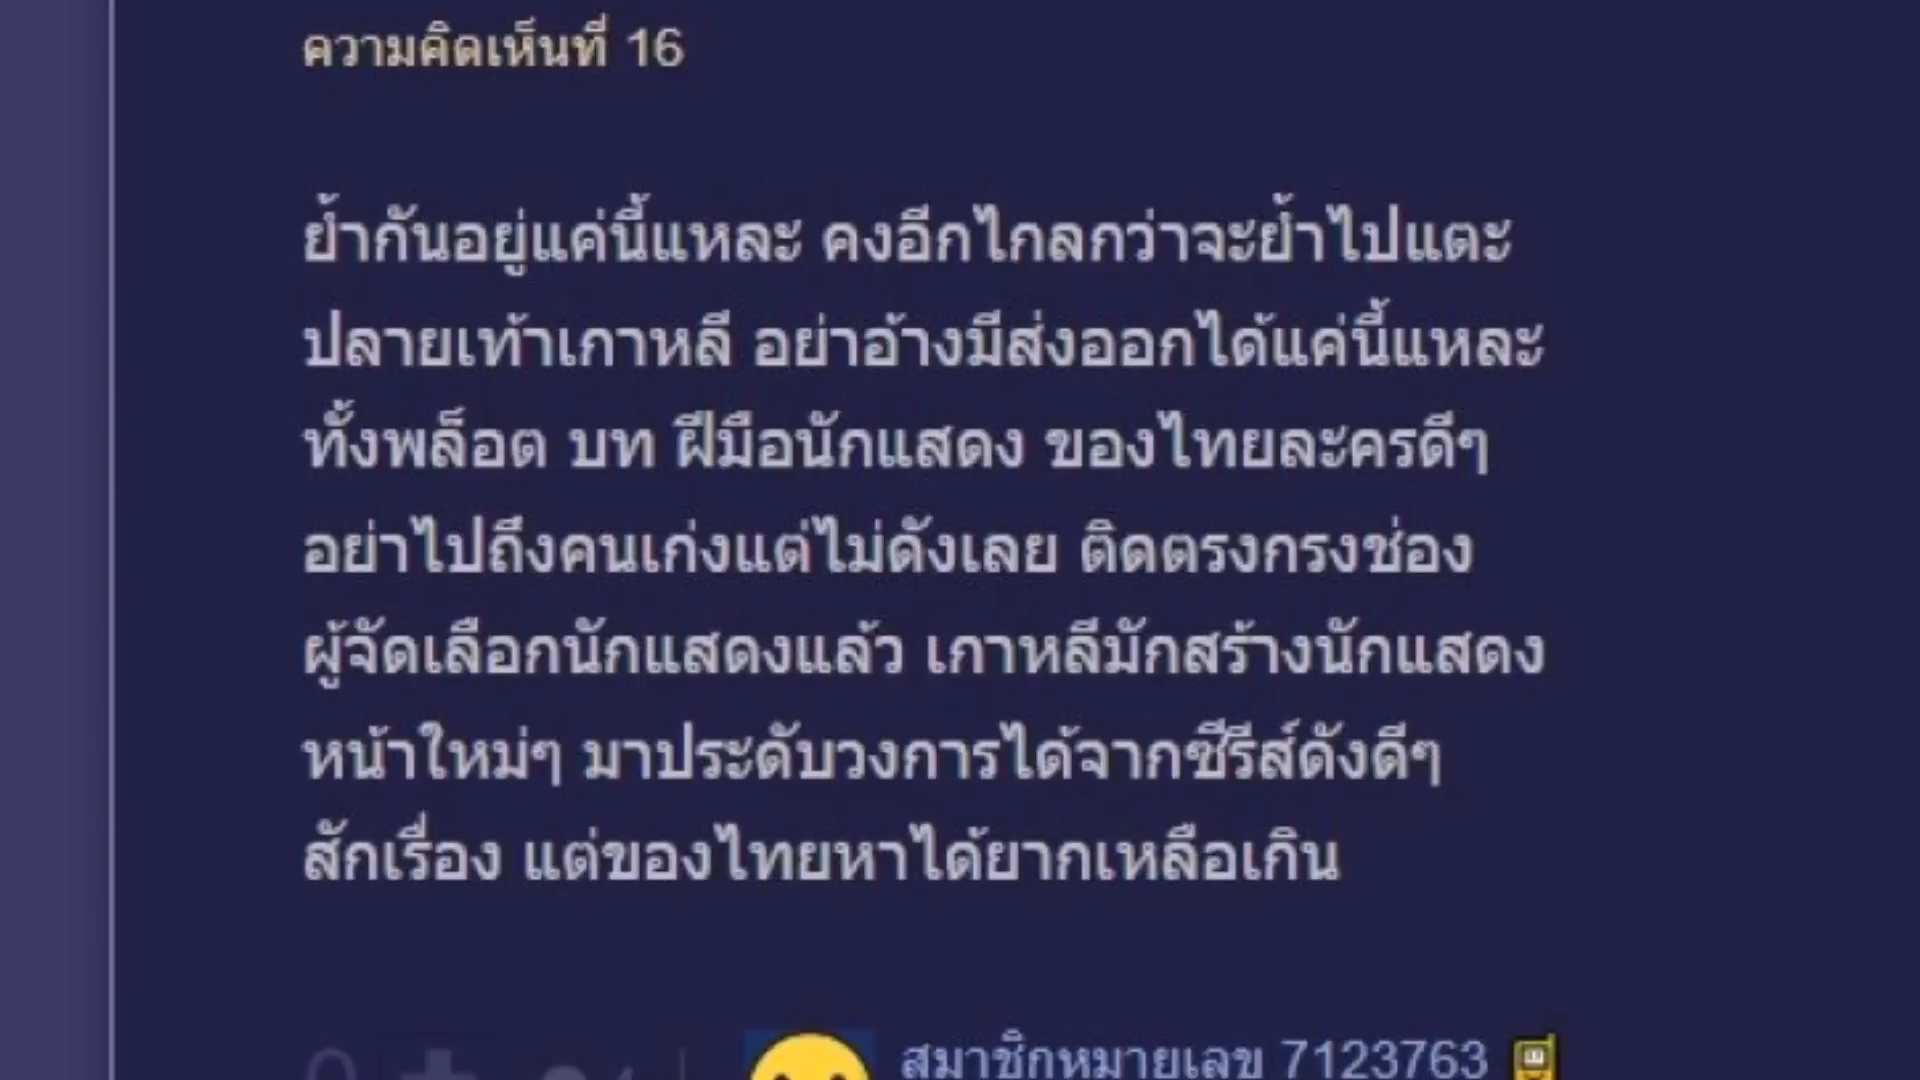 ความคิดเห็นที่ 16
ย้ำกันอยู่แค่นี้แหละ คงอีกไกลกว่าจะย้ำไปแตะ
ปลายเท้าเกาหลี อย่าอ้างมีส่งออกได้แค่นี้แหละ
ทั้งพล็อต บท ฝีมือนักแสดง ของไทยละครดีๆ
อย่าไปถึงคนเก่งแต่ไม่ดังเลย ติดตรงกรงช่อง
ผู้จัดเลือกนักแสดงแล้ว เกาหลีมักสร้างนักแสดง
หน้าใหม่ๆ มาประดับวงการได้จากซีรีส์ดังดีๆ
สักเรื่อง แต่ของไทยหาได้ยากเหลือเกิน
สมาชิกหมายเลข 7123763